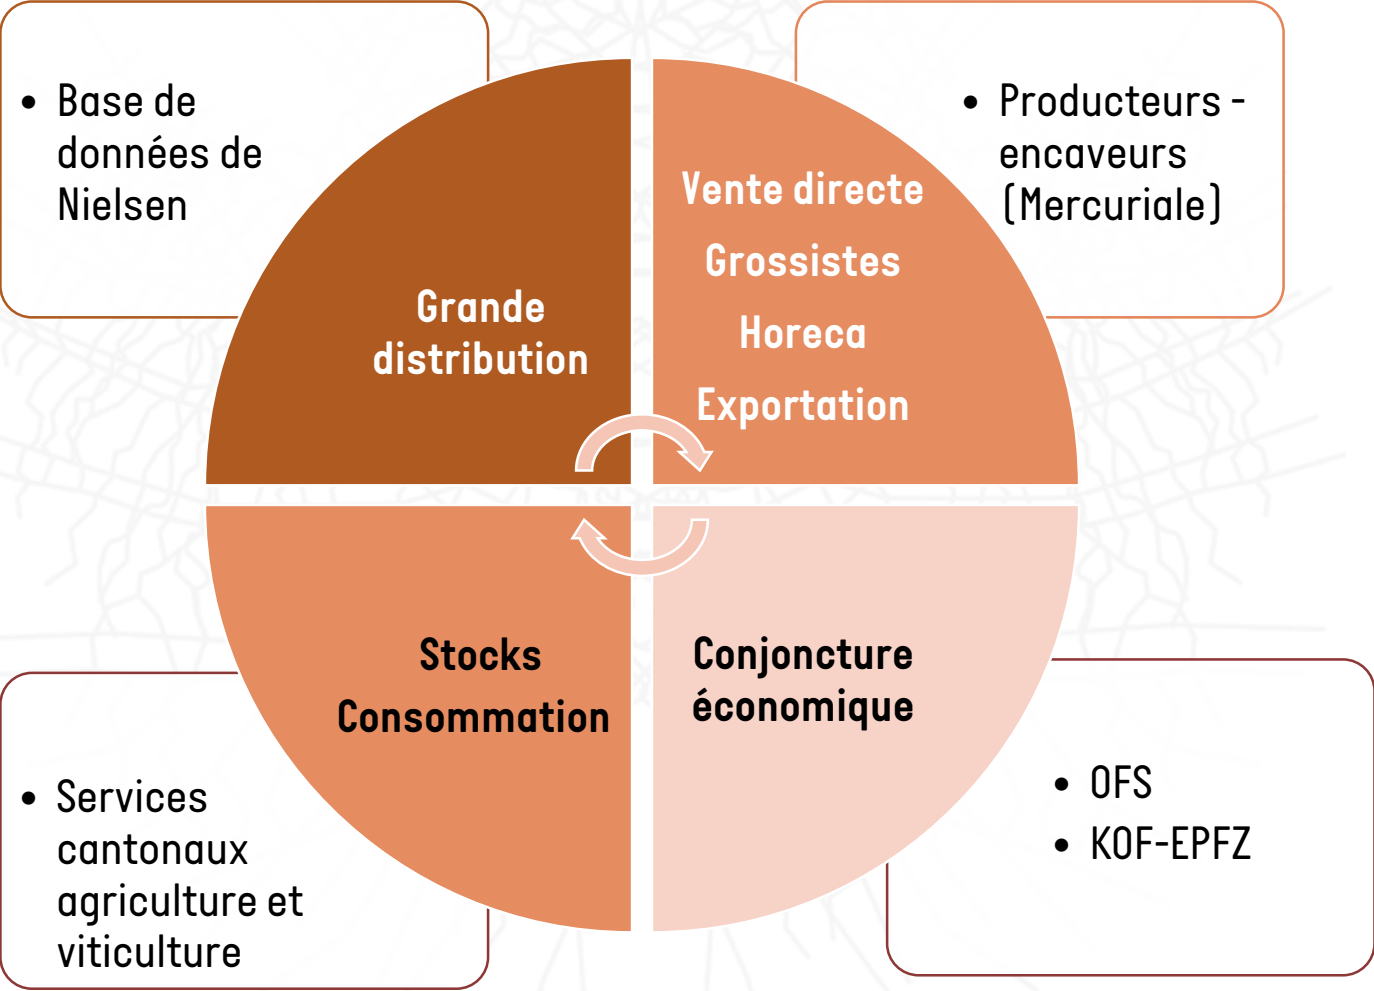 • Base de
données de
Nielsen
Grande
distribution
Vente directe
Grossistes
Horeca
Exportation
• Producteurs -
encaveurs
(Mercuriale)
Stocks
Consommation
• Services
cantonaux
agriculture et
viticulture
Conjoncture
économique
• OFS
• KOF-EPFZ